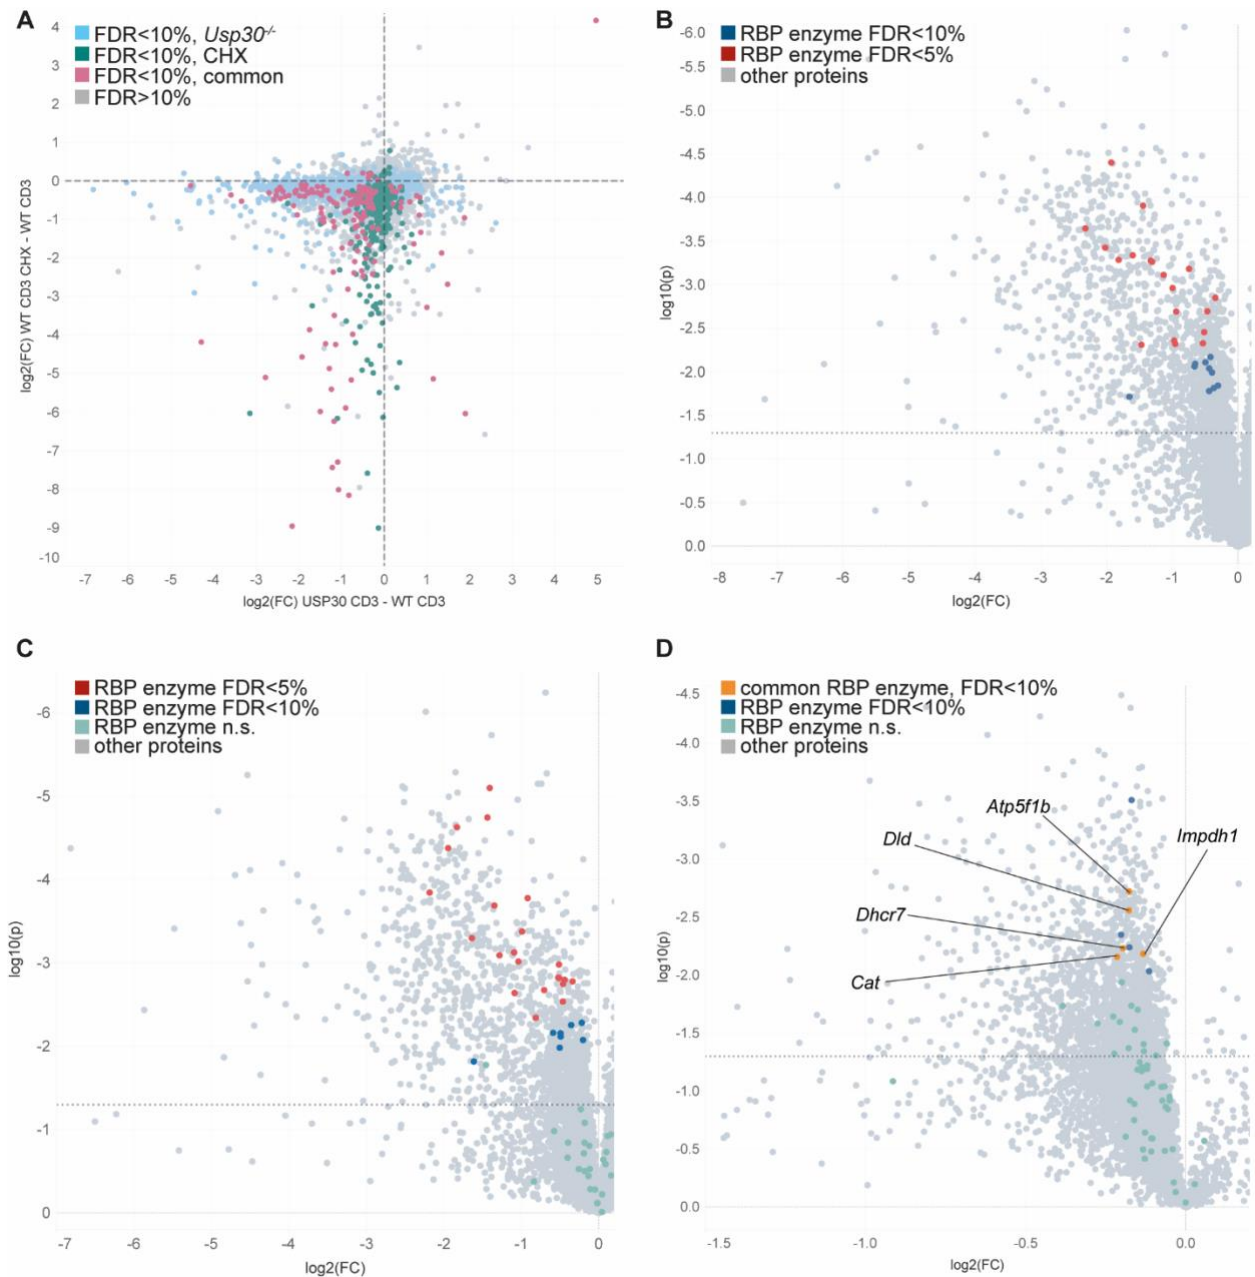 A
FDR<10%, Usp30-/-
FDR<10%, CHX
FDR<10%, common
FDR>10%
4
3
2
1
0
-1
-2
-3
-4
-5
-6
-7
-8
-9
-10
log2(FC) WT CD3 CHX - WT CD3
-7 -6 -5 -4 -3 -2 -1 0 1 2 3 4 5
log2(FC) USP30 CD3 - WT CD3
B
RBP enzyme FDR<10%
RBP enzyme FDR<5%
other proteins
-6.0
-5.5
-5.0
-4.5
-4.0
-3.5
-3.0
-2.5
-2.0
-1.5
-1.0
-0.5
0.0
log10(p)
-8 -7 -6 -5 -4 -3 -2 -1 0
log2(FC)
C
RBP enzyme FDR<5%
RBP enzyme FDR<10%
RBP enzyme n.s.
other proteins
-6
-5
-4
-3
-2
-1
0
log10(p)
-7 -6 -5 -4 -3 -2 -1 0
log2(FC)
D
common RBP enzyme, FDR<10%
RBP enzyme FDR<10%
RBP enzyme n.s.
other proteins
-4.5
-4.0
-3.5
-3.0
-2.5
-2.0
-1.5
-1.0
-0.5
0.0
log10(p)
Atp5f1b
Impdh1
Dld
Dhcr7
Cat
-1.5 -1.0 -0.5 0.0
log2(FC)